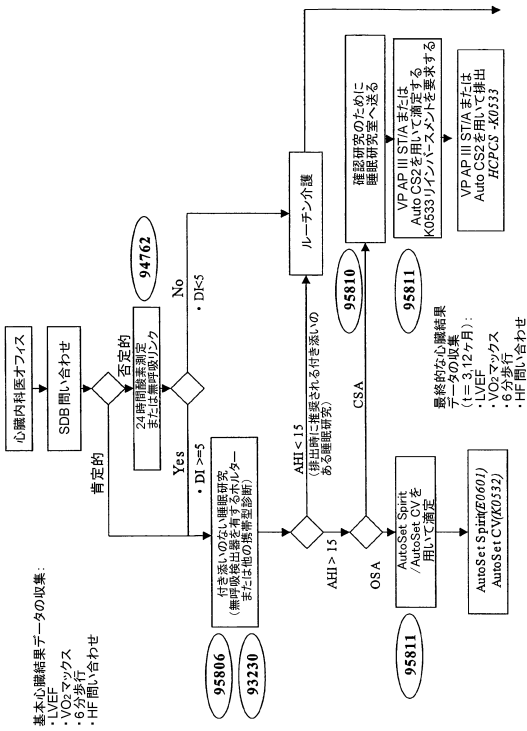 基本心臓結果データの収集:
・LVEF
・VO2マックス
・6分歩行
・HF問い合わせ
心臓内科医オフィス
SDB問い合わせ
肯定的
否定的
24時間酸素測定
または無呼吸リンク
94762
Yes
・DI >=5
No
・DI<5
95806
93230
付き添いのない睡眠研究
(無呼吸検出器を有するホルター
または他の携帯型診断)
AHI < 15
(排出時に推奨される付き添いの
ある睡眠研究)
ルーチン介護
AHI > 15
OSA
CSA
95811
AutoSet Spirit
/AutoSet CVを
用いて滴定
AutoSet Spirit(E0601)
AutoSet CV(K0532)
95810
確認研究のために
睡眠研究室へ送る
95811
VP AP III ST/Aまたは
Auto CS2を用いて滴定する
K0533リインバースメントを要求する
VP AP III ST/Aまたは
Auto CS2を用いて排出
HCPCS -K0533
最終的な心臓結果
データの収集
(t = 3,12ヶ月):
・LVEF
・VO2マックス
・6分歩行
・HF問い合わせ